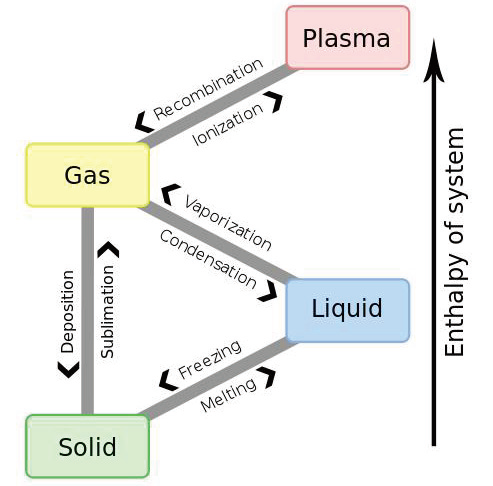 Plasma
Recombination
Ionization
Gas
Vaporization
Condensation
Deposition
Sublimation
Liquid
Freezing
Melting
Solid
Enthalpy of system